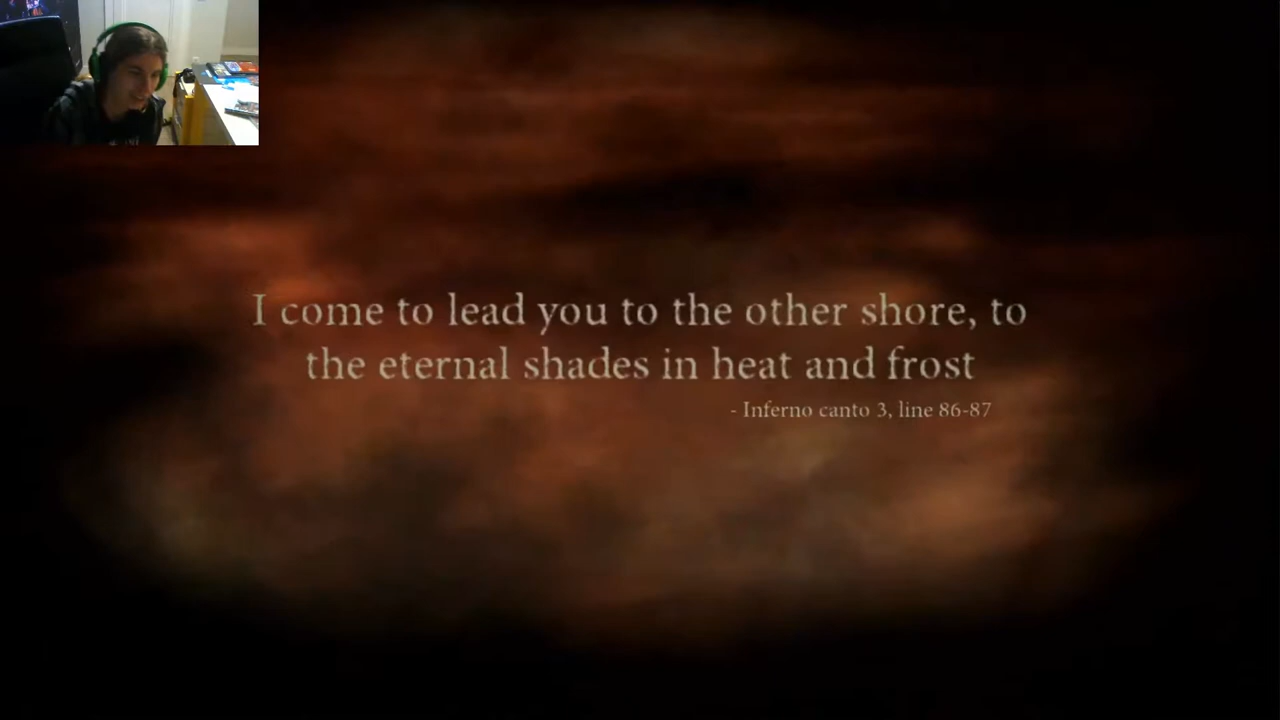 I come to lead you to the other shore, to
the eternal shades in heat and frost
- Inferno canto 3, line 86-87